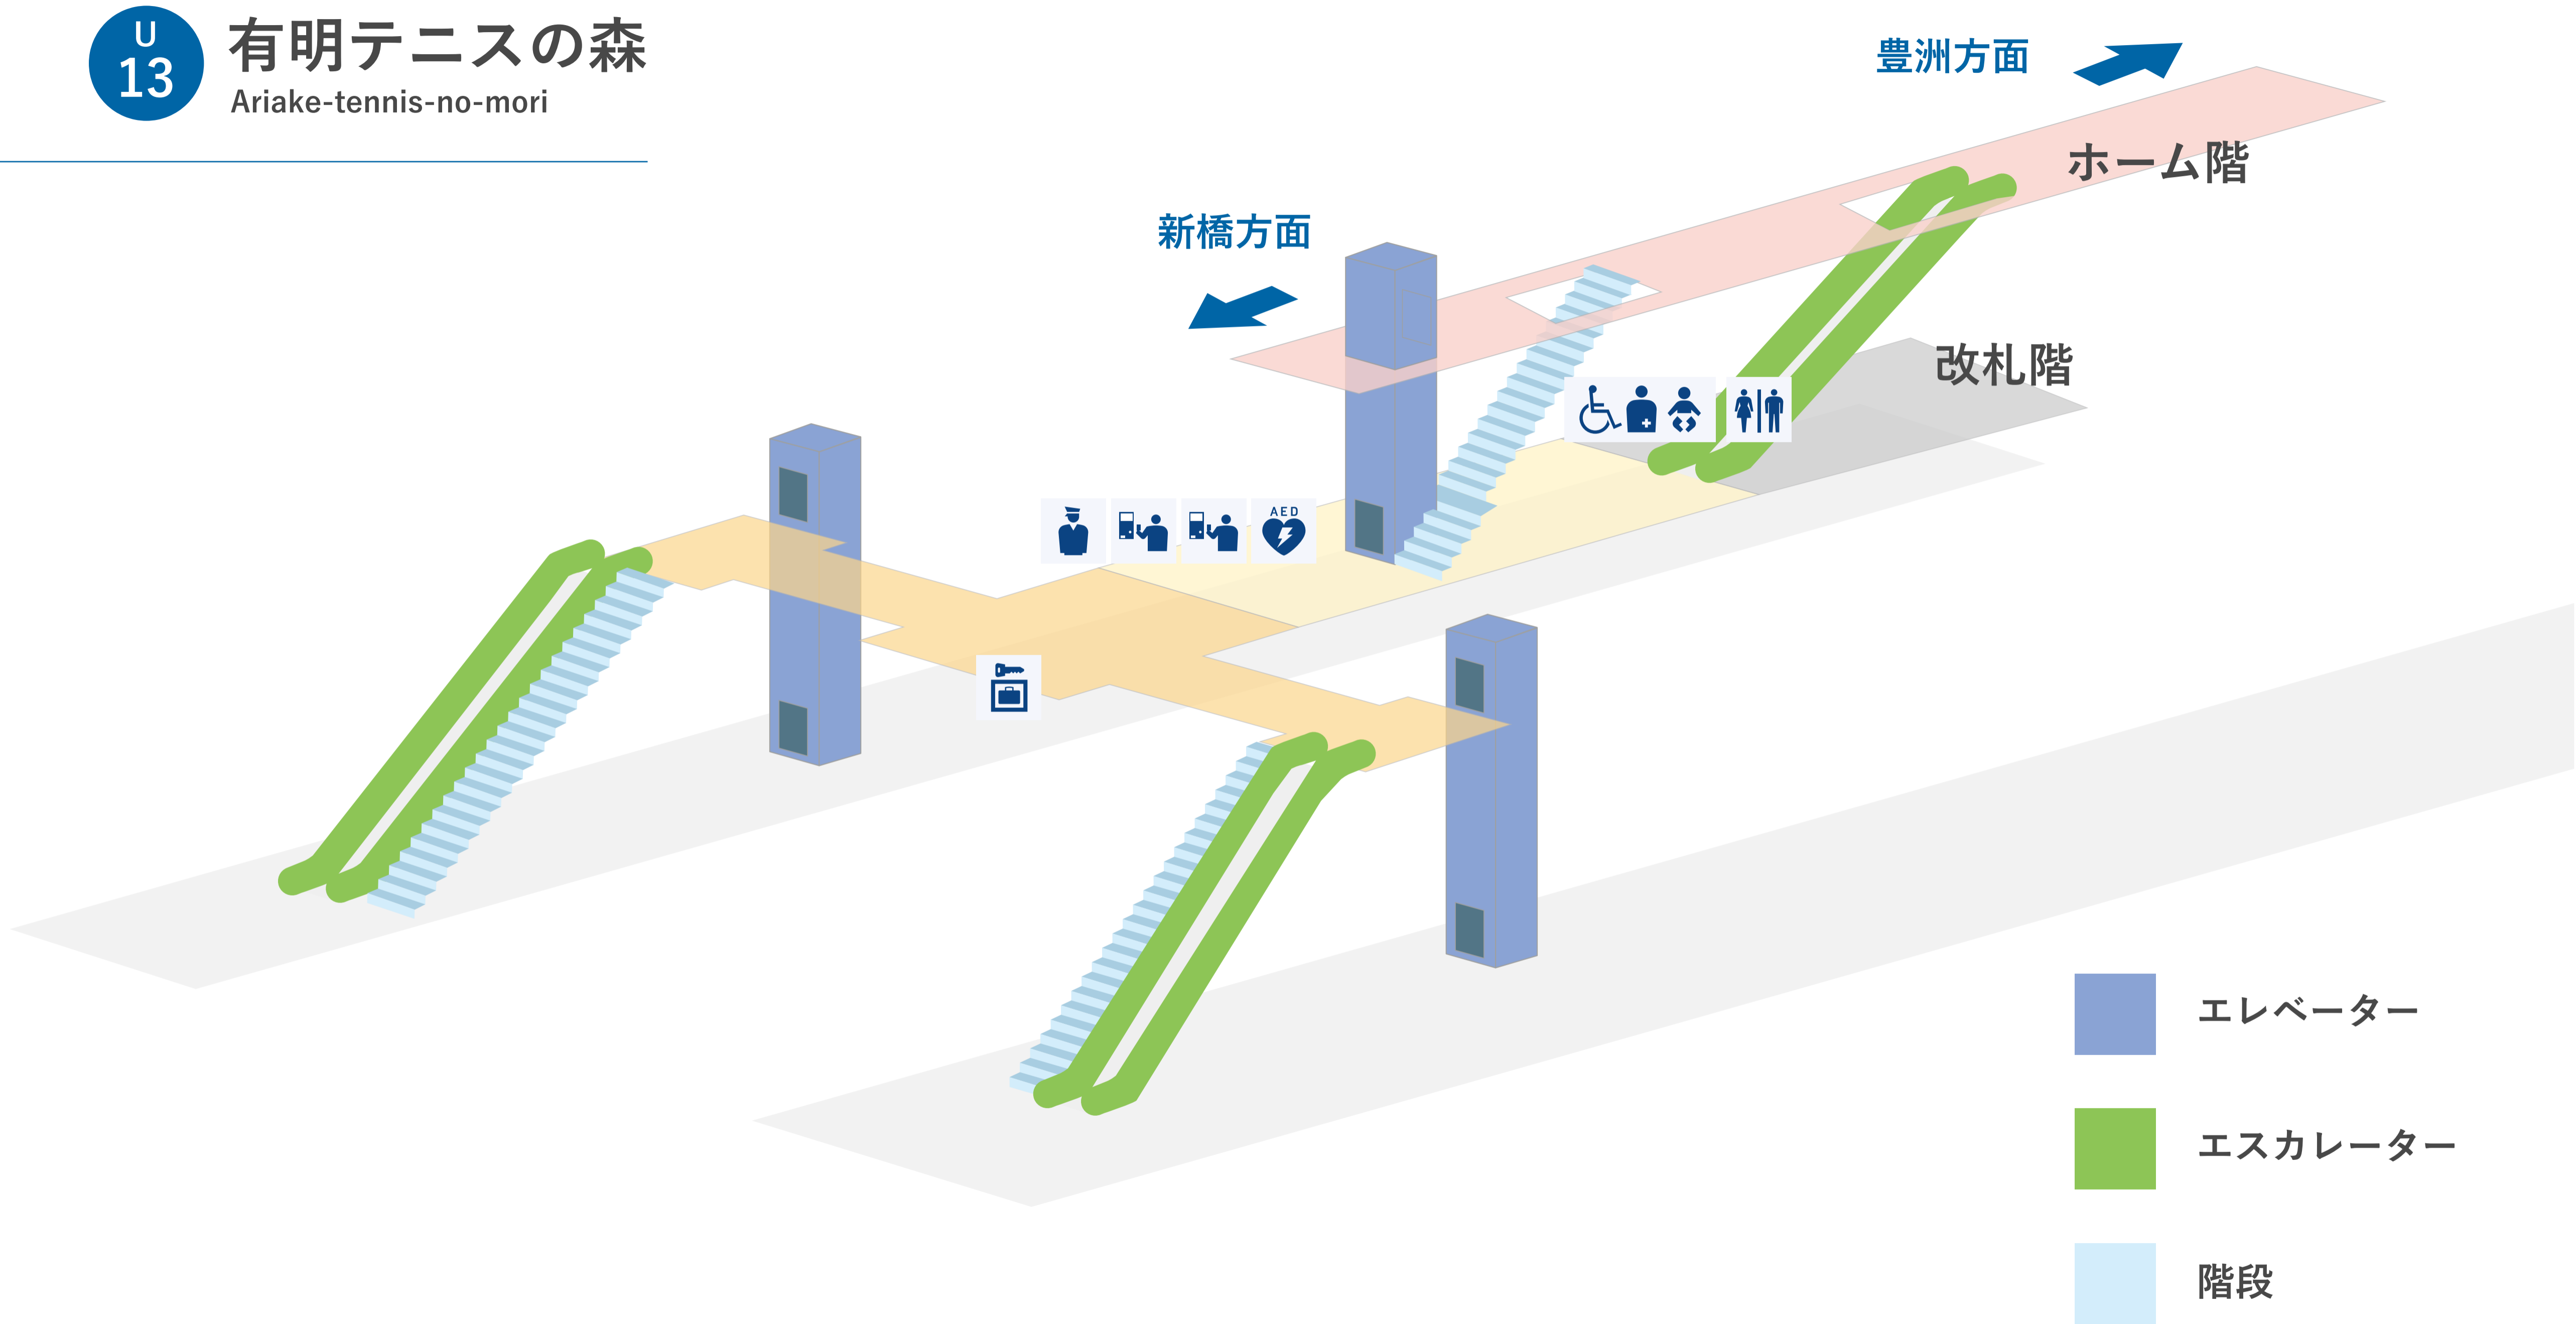 U
13
有明テニスの森
Ariake-tennis-no-mori
豊洲方面
ホーム階
新橋方面
改札階
AED
エレベーター
エスカレーター
階段